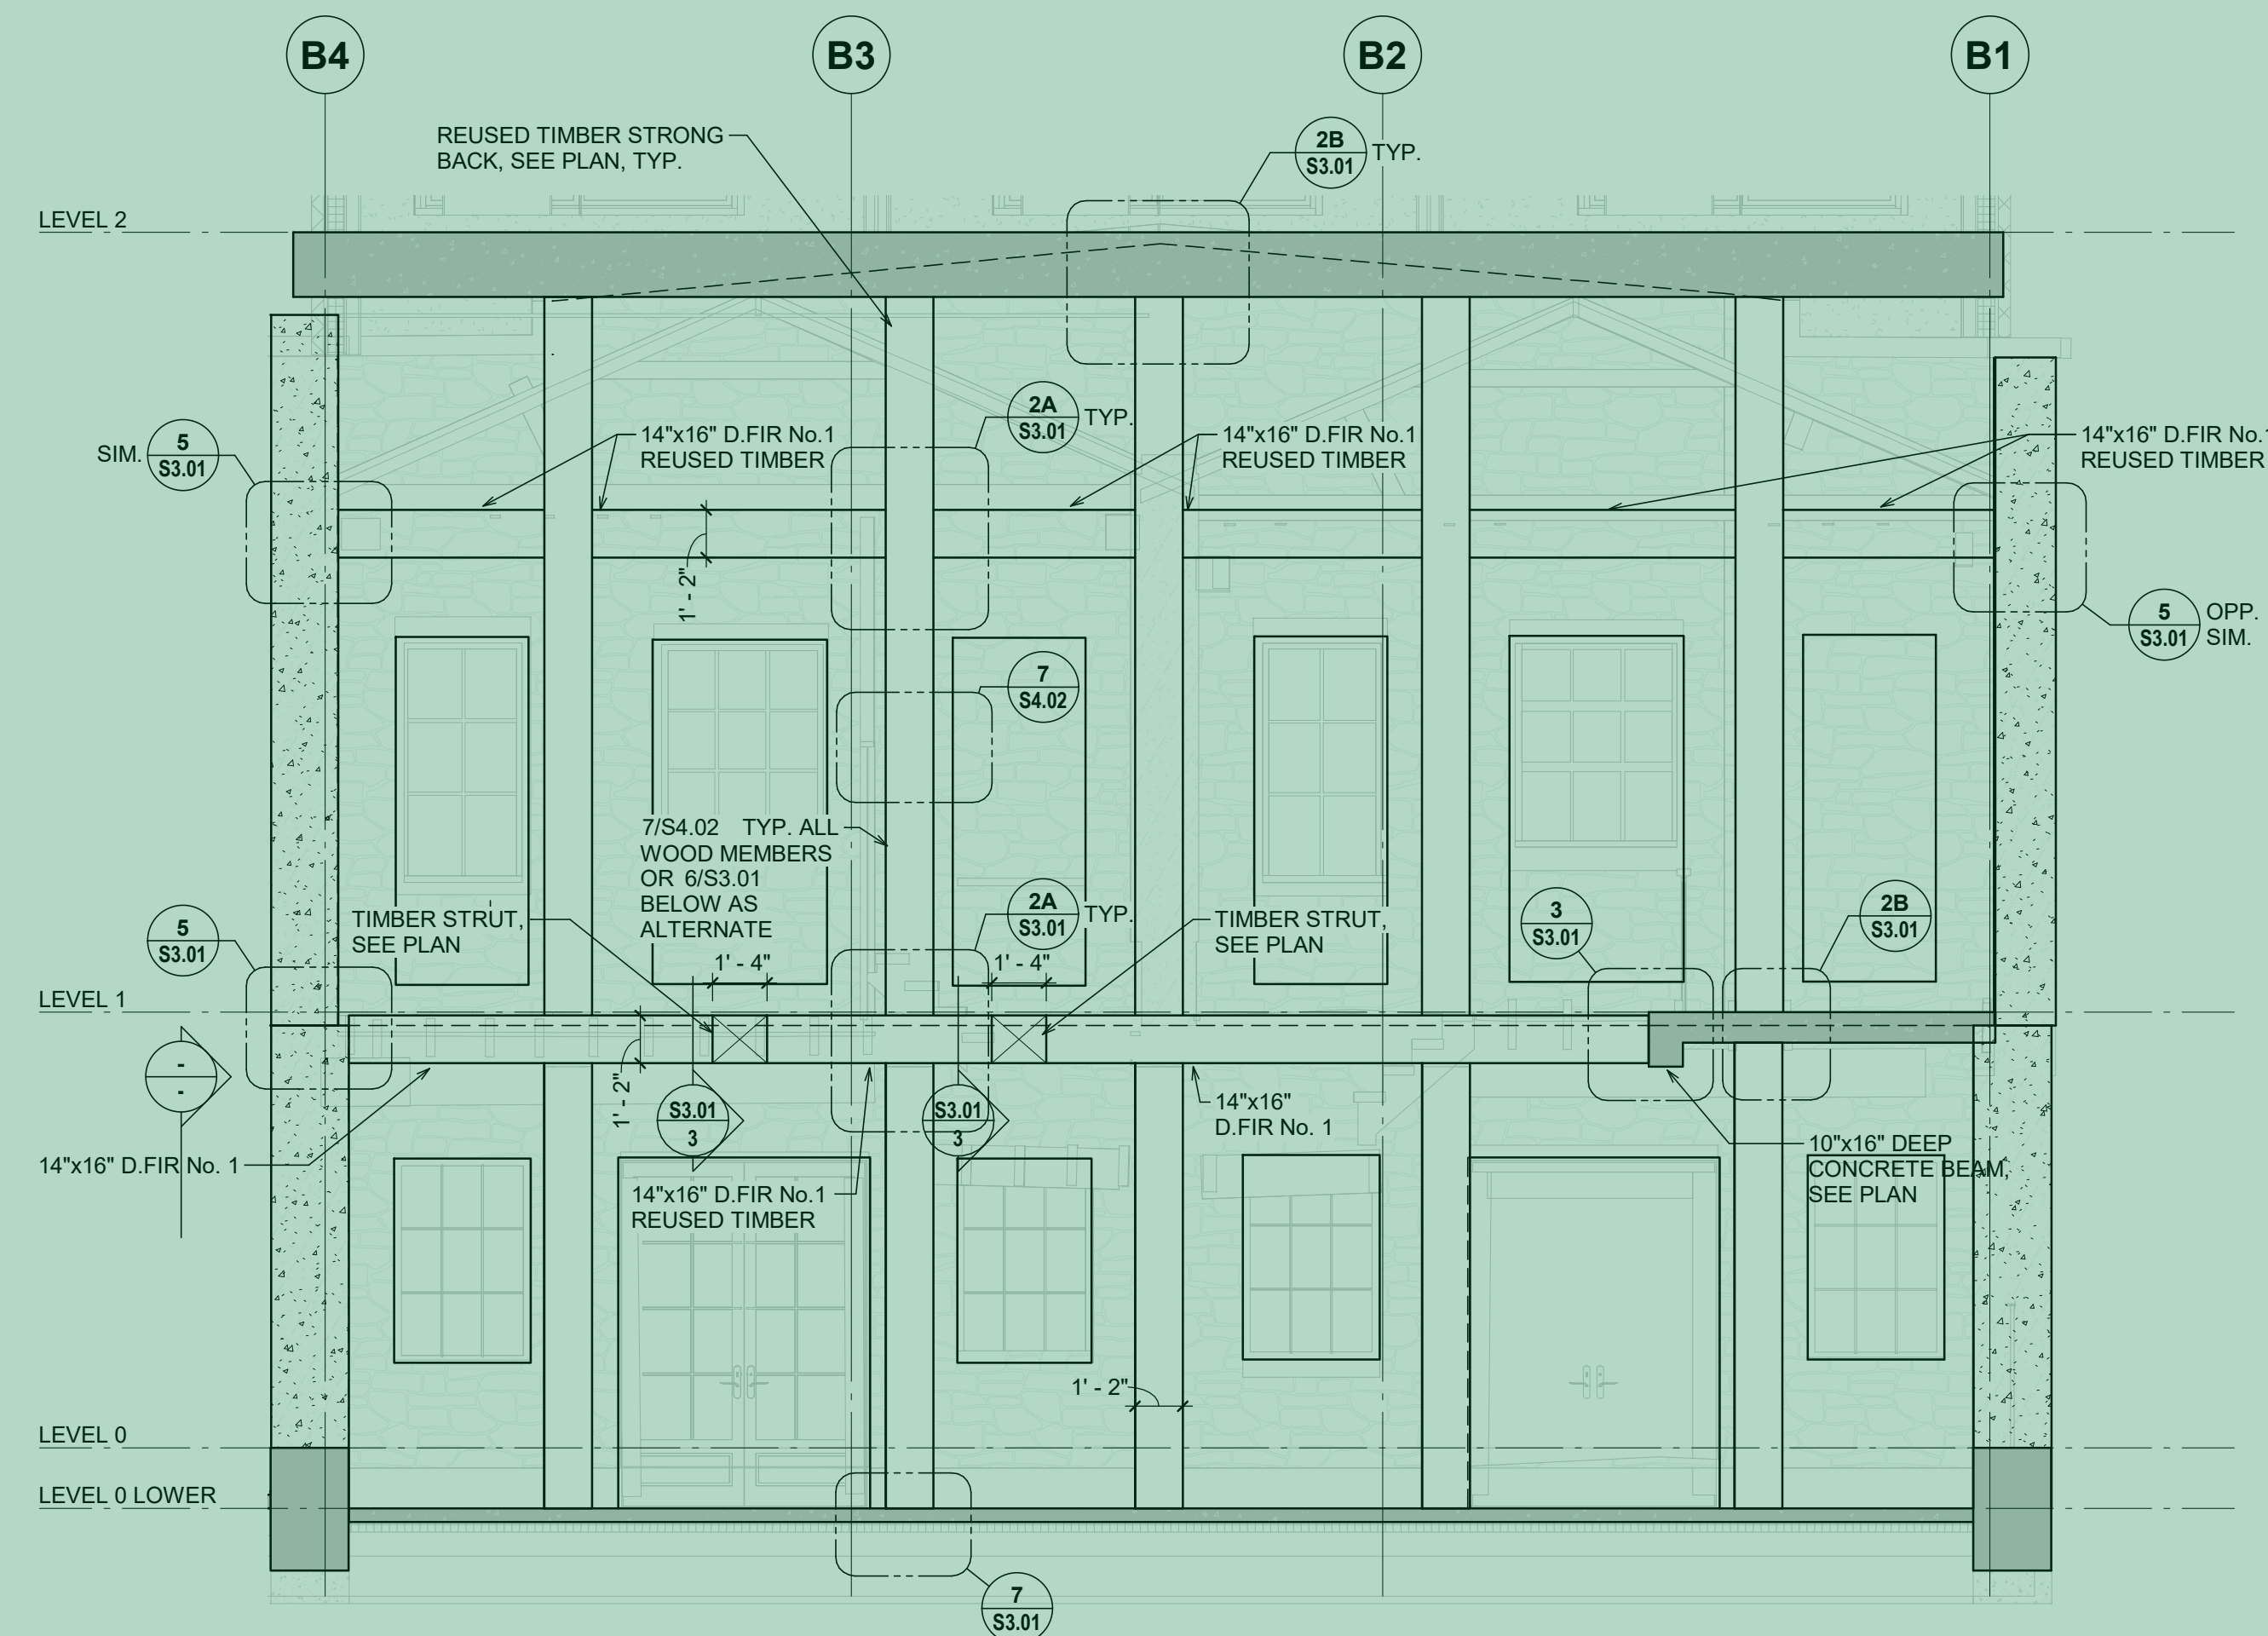 B4
B3
B2
B1
REUSED TIMBER STRONG
BACK, SEE PLAN, TYP.
2B
S3.01
TYP.
LEVEL 2
2A
S3.01
TYP.
SIM.
5
S3.01
14"x16" D.FIR No.1
REUSED TIMBER
14"x16" D.FIR No.1
REUSED TIMBER
14"x16" D.FIR No.1
REUSED TIMBER
1' - 2"
5
S3.01
OPP.
SIM.
7
S4.02
7/S4.02 TYP. ALL
WOOD MEMBERS
OR 6/S3.01
BELOW AS
ALTERNATE
5
S3.01
TIMBER STRUT,
SEE PLAN
2A
S3.01
TYP.
TIMBER STRUT,
SEE PLAN
3
S3.01
2B
S3.01
1' - 4"
1' - 4"
LEVEL 1
-
-
1' - 2"
S3.01
3
S3.01
3
14"x16"
D.FIR No. 1
14"x16" D.FIR No. 1
10"x16" DEEP
CONCRETE BEAM,
SEE PLAN
14"x16" D.FIR No.1
REUSED TIMBER
1' - 2"
LEVEL 0
LEVEL 0 LOWER
7
S3.01